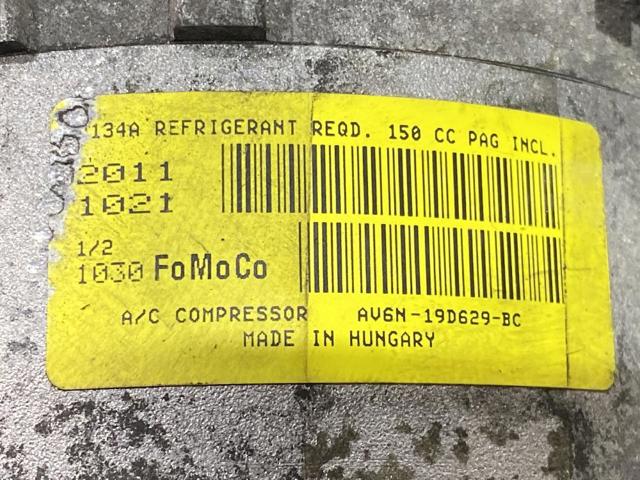 134A REFRIGERANT REQD. 150 CC PAG INCL.
2011
1021
1/2
1030 FoMoCo
A/C COMPRESSOR AV6N-19D629-BC
MADE IN HUNGARY